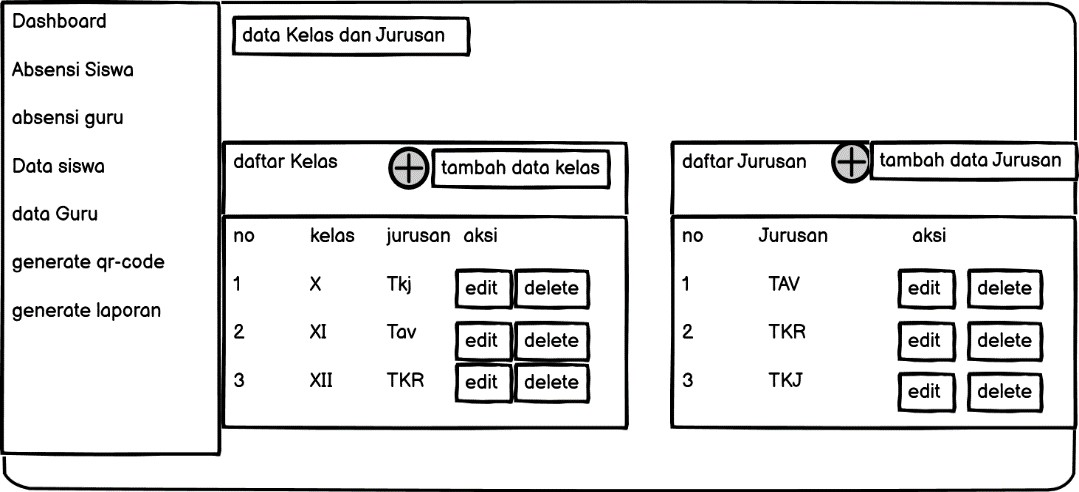 Dashboard
Absensi Siswa
absensi guru
Data siswa
data Guru
generate qr-code
generate laporan
data Kelas dan Jurusan
daftar Kelas
tambah data kelas
no kelas jurusan aksi
1 X Tkj edit delete
2 XI Tav edit delete
3 XII TKR edit delete
daftar Jurusan
tambah data Jurusan
no Jurusan aksi
1 TAV edit delete
2 TKR edit delete
3 TKJ edit delete